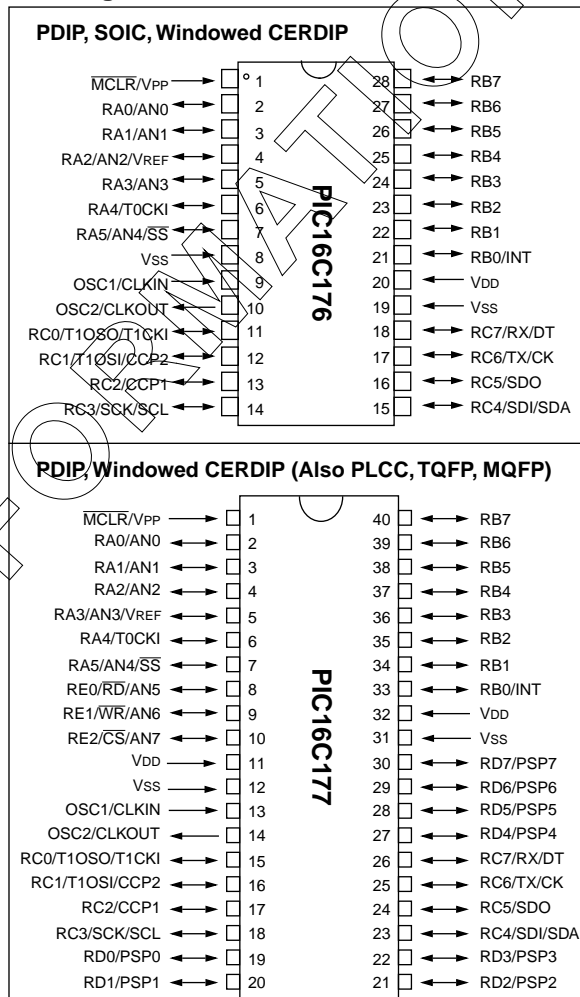 PDIP, SOIC, Windowed CERDIP
MCLR/VPP 1 28 RB7
RA0/AN0 2 27 RB6
RA1/AN1 3 26 RB5
RA2/AN2/VREF 4 25 RB4
RA3/AN3 5 24 RB3
RA4/T0CKI 6 23 RB2
RA5/AN4/SS 7 22 RB1
VSS 8 21 RB0/INT
OSC1/CLKIN 9 20 VDD
OSC2/CLKOUT 10 19 VSS
RC0/T1OSO/T1CKI 11 18 RC7/RX/DT
RC1/T1OSI/CCP2 12 17 RC6/TX/CK
RC2/CCP1 13 16 RC5/SDO
RC3/SCK/SCL 14 15 RC4/SDI/SDA
PIC16C176
PDIP, Windowed CERDIP (Also PLCC, TQFP, MQFP)
MCLR/VPP 1 40 RB7
RA0/AN0 2 39 RB6
RA1/AN1 3 38 RB5
RA2/AN2 4 37 RB4
RA3/AN3/VREF 5 36 RB3
RA4/T0CKI 6 35 RB2
RA5/AN4/SS 7 34 RB1
RE0/RD/AN5 8 33 RB0/INT
RE1/WR/AN6 9 32 VDD
RE2/CS/AN7 10 31 VSS
VDD 11 30 RD7/PSP7
VSS 12 29 RD6/PSP6
OSC1/CLKIN 13 28 RD5/PSP5
OSC2/CLKOUT 14 27 RD4/PSP4
RC0/T1OSO/T1CKI 15 26 RC7/RX/DT
RC1/T1OSI/CCP2 16 25 RC6/TX/CK
RC2/CCP1 17 24 RC5/SDO
RC3/SCK/SCL 18 23 RC4/SDI/SDA
RD0/PSP0 19 22 RD3/PSP3
RD1/PSP1 20 21 RD2/PSP2
PIC16C177